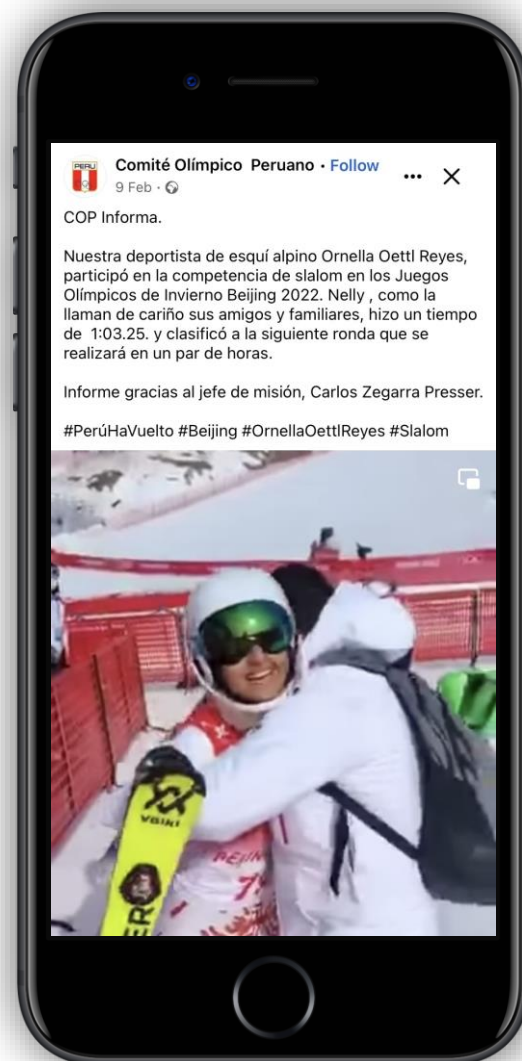 PERU
Comité Olímpico Peruano · Follow
9 Feb ·
COP Informa.
Nuestra deportista de esquí alpino Ornella Oettl Reyes,
participó en la competencia de slalom en los Juegos
Olímpicos de Invierno Beijing 2022. Nelly , como la
llaman de cariño sus amigos y familiares, hizo un tiempo
de 1:03.25. y clasificó a la siguiente ronda que se
realizará en un par de horas.
Informe gracias al jefe de misión, Carlos Zegarra Presser.
#PerúHaVuelto #Beijing #OrnellaOettlReyes #Slalom
BEIJIN